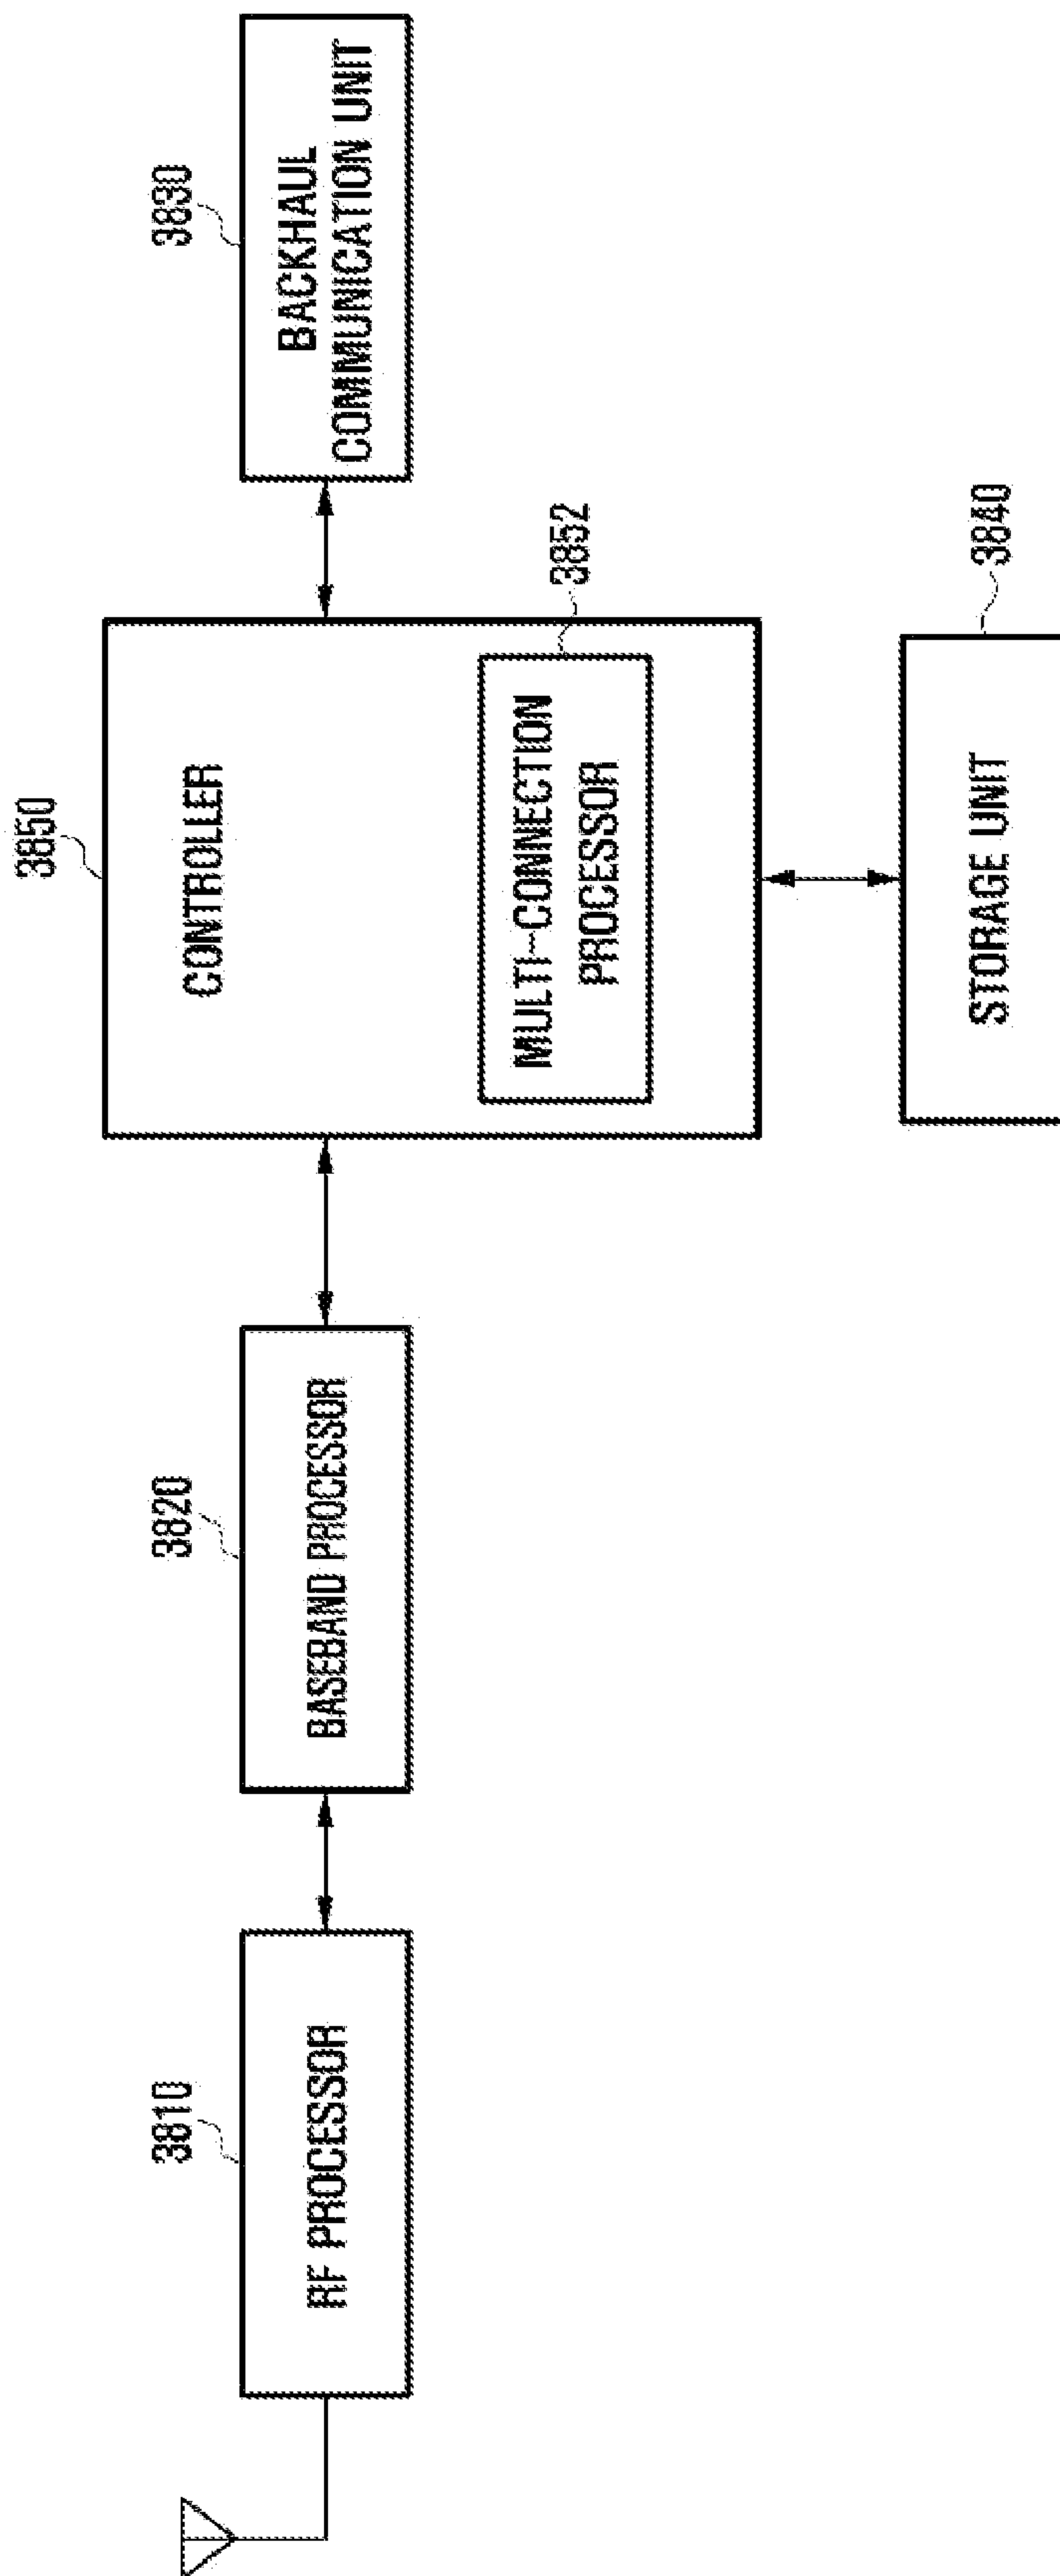 3810
RF PROCESSOR
3820
BASEBAND PROCESSOR
3850
CONTROLLER
3852
MULTI-CONNECTION
PROCESSOR
3830
BACKHAUL
COMMUNICATION UNIT
3840
STORAGE UNIT